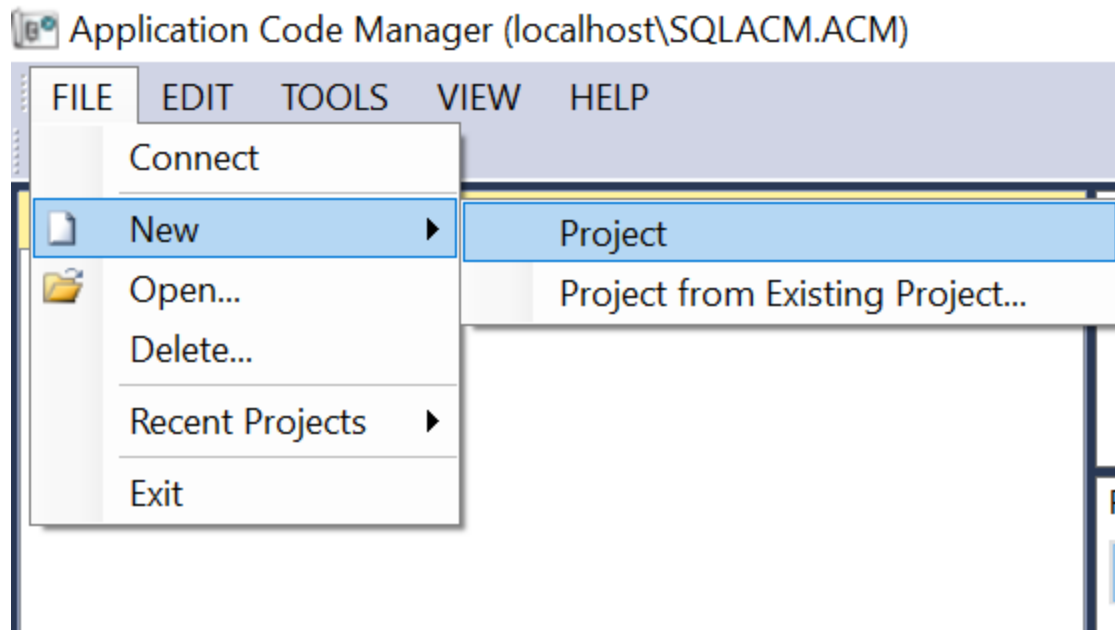 Application Code Manager (localhost\SQLACM.ACM)
FILE EDIT TOOLS VIEW HELP
Connect
New
Project
Open...
Project from Existing Project...
Delete...
Recent Projects
Exit